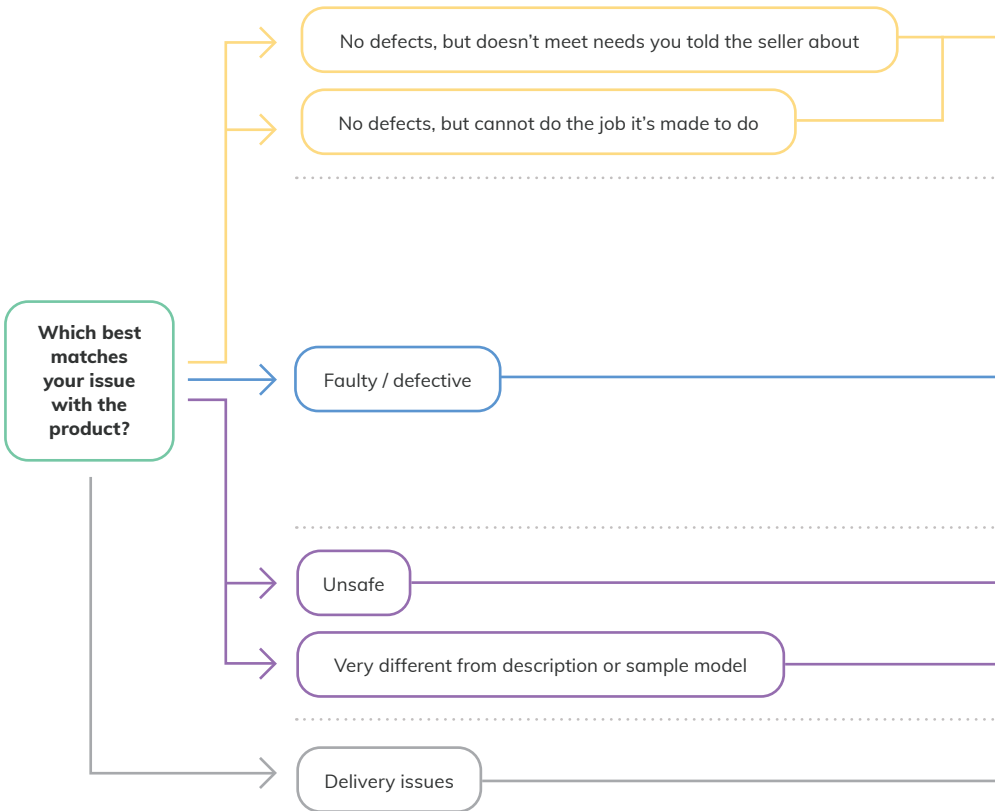 No defects, but doesn’t meet needs you told the seller about
No defects, but cannot do the job it’s made to do
Which best
matches
your issue
with the
product?
Faulty / defective
Unsafe
Very different from description or sample model
Delivery issues